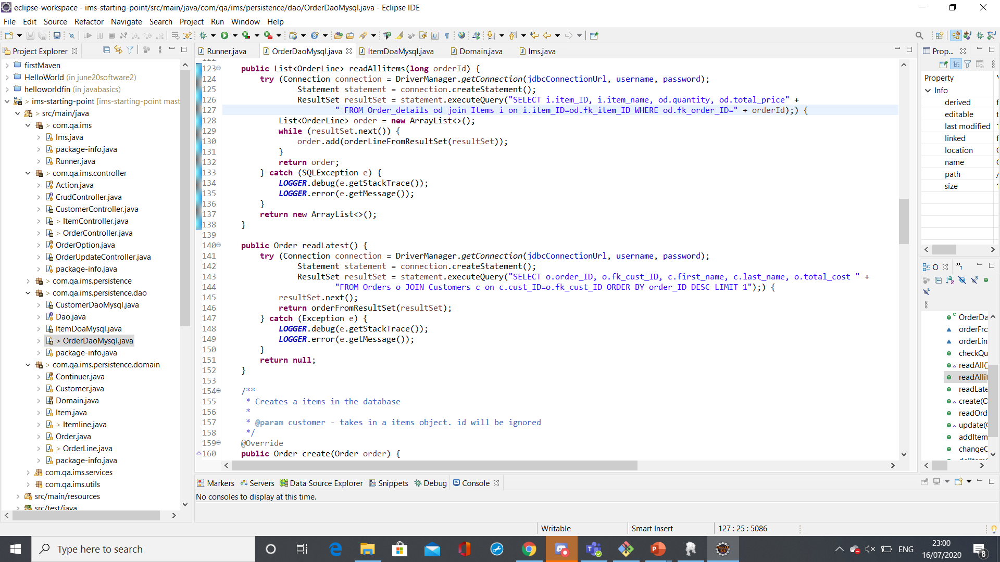 eclipse-workspace - ims-starting-point/src/main/java/com/qa/ims/persistence/dao/OrderDaoMysql.java - Eclipse IDE
File Edit Source Refactor Navigate Search Project Run Window Help
Project Explorer
firstMaven
HelloWorld (in june20software2)
helloworldfin (in javabasics)
> ims-starting-point [ims-starting-point mast
> src/main/java
> com.qa.ims
Ims.java
package-info.java
Runner.java
> com.qa.ims.controller
Action.java
CrudController.java
CustomerController.java
> ItemController.java
> OrderController.java
OrderOption.java
OrderUpdateController.java
package-info.java
> com.qa.ims.persistence
> com.qa.ims.persistence.dao
CustomerDaoMysql.java
Dao.java
ItemDoaMysql.java
> OrderDaoMysql.java
package-info.java
> com.qa.ims.persistence.domain
Continuer.java
Customer.java
Domain.java
Item.java
> Itemline.java
Order.java
> OrderLine.java
package-info.java
com.qa.ims.services
com.qa.ims.utils
src/main/resources
src/test/java
Runner.java OrderDaoMysql.java ItemDoaMysql.java Domain.java Ims.java
122
123 public List<OrderLine> readAllitems(long orderId) {
124 try (Connection connection = DriverManager.getConnection(jdbcConnectionUrl, username, password);
125 Statement statement = connection.createStatement();
126 ResultSet resultSet = statement.executeQuery("SELECT i.item_ID, i.item_name, od.quantity, od.total_price" +
127 " FROM Order_details od join Items i on i.item_ID=od.fk_item_ID WHERE od.fk_order_ID=" + orderId);) {
128 List<OrderLine> order = new ArrayList<>();
129 while (resultSet.next()) {
130 order.add(orderLineFromResultSet(resultSet));
131 }
132 return order;
133 } catch (SQLException e) {
134 LOGGER.debug(e.getStackTrace());
135 LOGGER.error(e.getMessage());
136 }
137 return new ArrayList<>();
138 }
139
140 public Order readLatest() {
141 try (Connection connection = DriverManager.getConnection(jdbcConnectionUrl, username, password);
142 Statement statement = connection.createStatement();
143 ResultSet resultSet = statement.executeQuery("SELECT o.order_ID, o.fk_cust_ID, c.first_name, c.last_name, o.total_cost " +
144 "FROM Orders o JOIN Customers c on c.cust_ID=o.fk_cust_ID ORDER BY order_ID DESC LIMIT 1");) {
145 resultSet.next();
146 return orderFromResultSet(resultSet);
147 } catch (Exception e) {
148 LOGGER.debug(e.getStackTrace());
149 LOGGER.error(e.getMessage());
150 }
151 return null;
152 }
153
154 /**
155 * Creates a items in the database
156 *
157 * @param customer - takes in a items object. id will be ignored
158 */
159 @Override
160 public Order create(Order order) {
Markers Servers Data Source Explorer Snippets Debug Console
No consoles to display at this time.
Prop...
Property
Info
derived
editable
last modified
linked
location
name
path /
size
O
OrderDa
orderFro
orderLin
checkQu
readAll(
readAllit
readLate
create(O
readOrd
update(
addItem
changeC
Writable Smart Insert 127 : 25 : 5086
Type here to search
ENG
23:00
16/07/2020
8